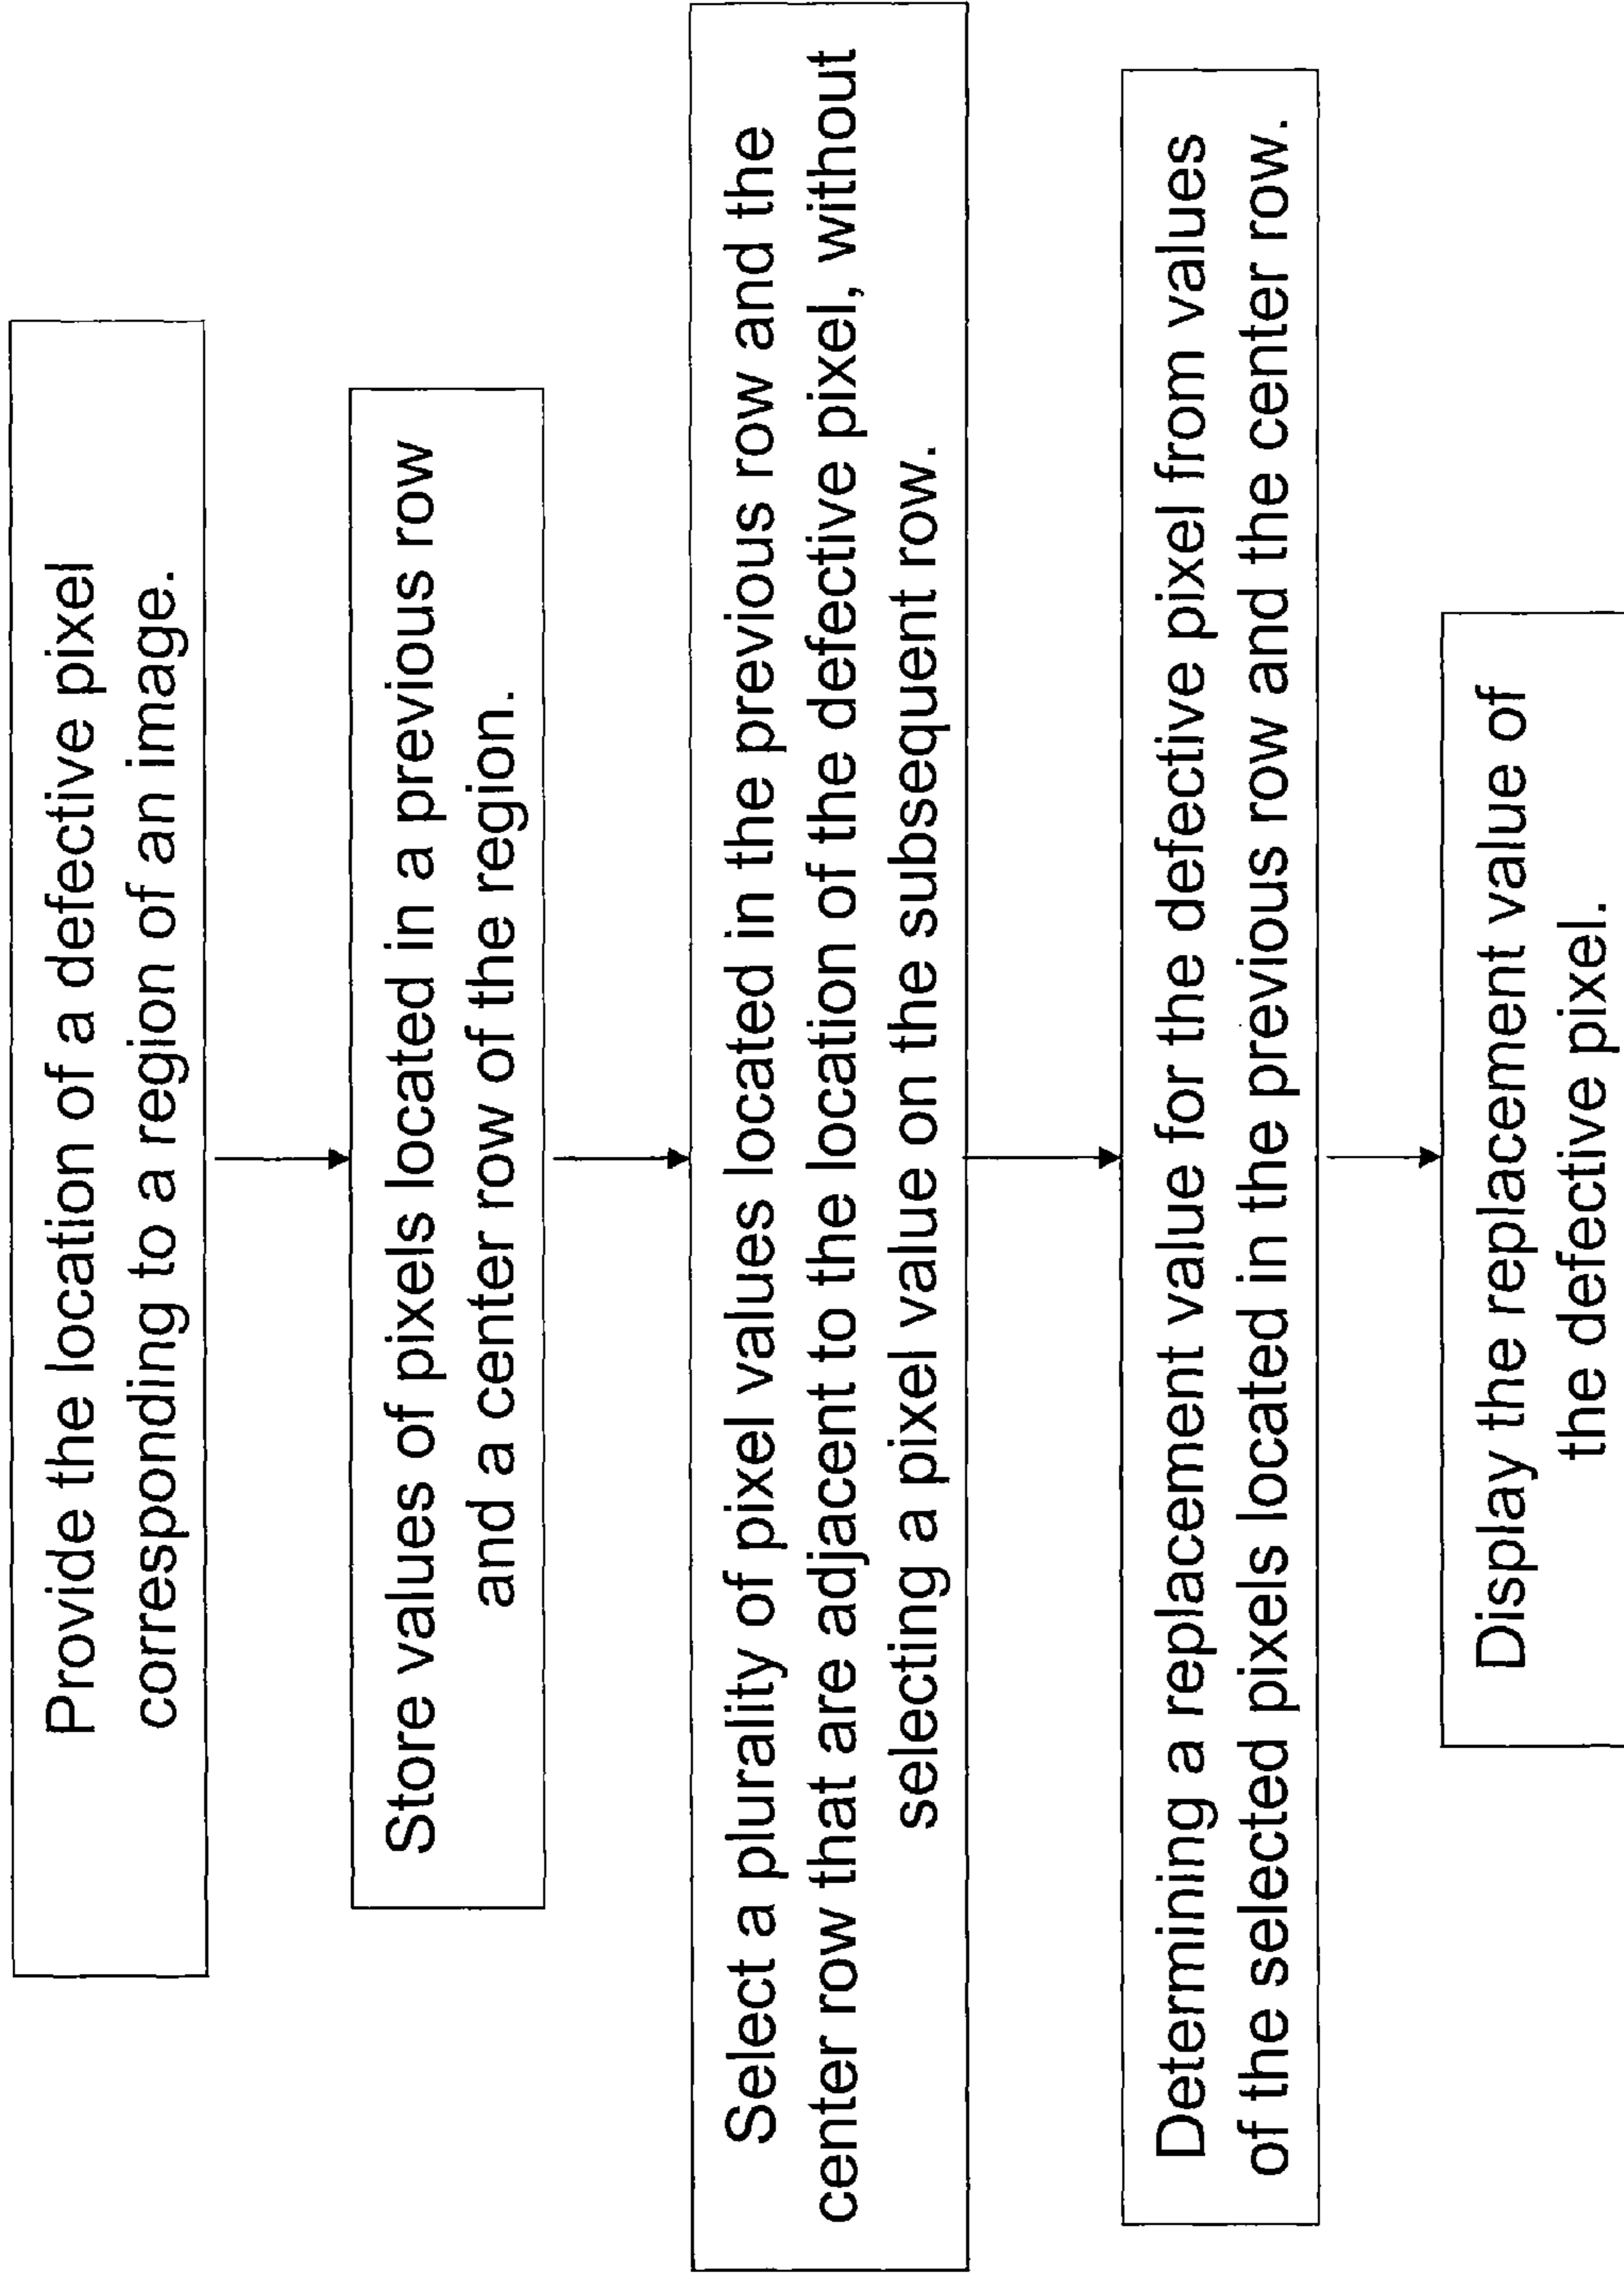 Provide the location of a defective pixel
corresponding to a region of an image.
Store values of pixels located in a previous row
and a center row of the region.
Select a plurality of pixel values located in the previous row and the
center row that are adjacent to the location of the defective pixel, without
selecting a pixel value on the subsequent row.
Determining a replacement value for the defective pixel from values
of the selected pixels located in the previous row and the center row.
Display the replacement value of
the defective pixel.